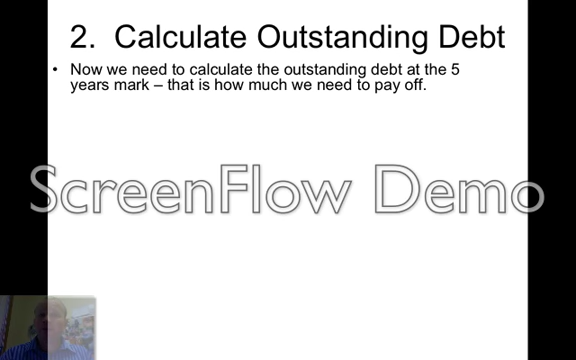 2. Calculate Outstanding Debt
• Now we need to calculate the outstanding debt at the 5
years mark – that is how much we need to pay off.
ScreenFlow Demo